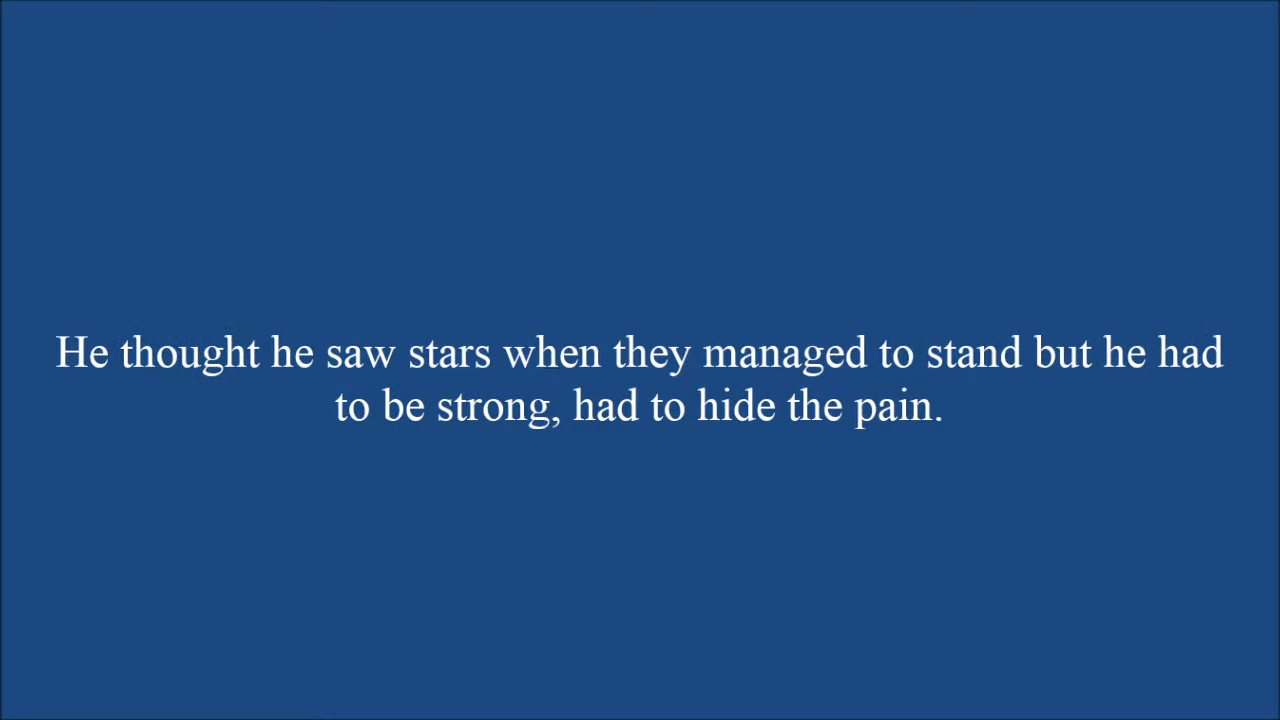 He thought he saw stars when they managed to stand but he had
to be strong, had to hide the pain.